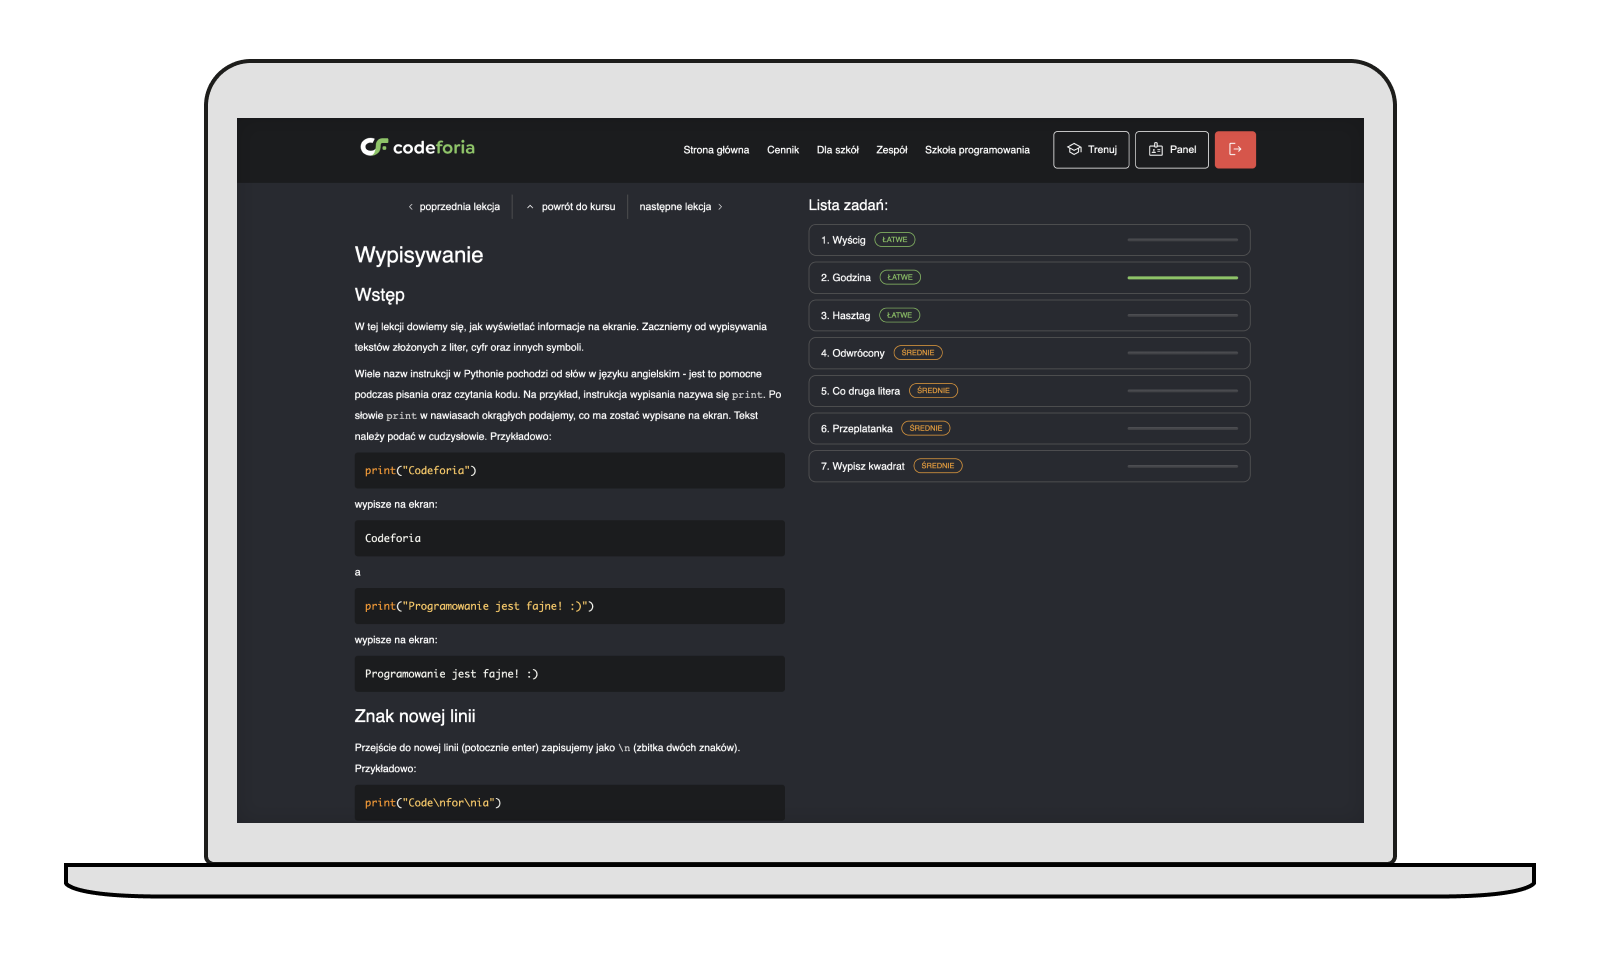 codeforia
Strona główna
Cennik
Dla szkół
Zespół
Szkoła programowania
Trenuj
Panel
poprzednia lekcja
powrót do kursu
następne lekcja
Wypisywanie
Wstęp
W tej lekcji dowiemy się, jak wyświetlać informacje na ekranie. Zaczniemy od wypisywania
tekstów złożonych z liter, cyfr oraz innych symboli.
Wiele nazw instrukcji w Pythonie pochodzi od słów w języku angielskim - jest to pomocne
podczas pisania oraz czytania kodu. Na przykład, instrukcja wypisania nazywa się print. Po
słowie print w nawiasach okrągłych podajemy, co ma zostać wypisane na ekran. Tekst
należy podać w cudzysłowie. Przykładowo:
print("Codeforia")
wypisze na ekran:
Codeforia
a
print("Programowanie jest fajne! :)")
wypisze na ekran:
Programowanie jest fajne! :)
Znak nowej linii
Przejście do nowej linii (potocznie enter) zapisujemy jako \n (zbitka dwóch znaków).
Przykładowo:
print("Code\nfor\nia")
Lista zadań:
1. Wyścig ŁATWE
2. Godzina ŁATWE
3. Hasztag ŁATWE
4. Odwrócony ŚREDNIE
5. Co druga litera ŚREDNIE
6. Przeplatanka ŚREDNIE
7. Wypisz kwadrat ŚREDNIE